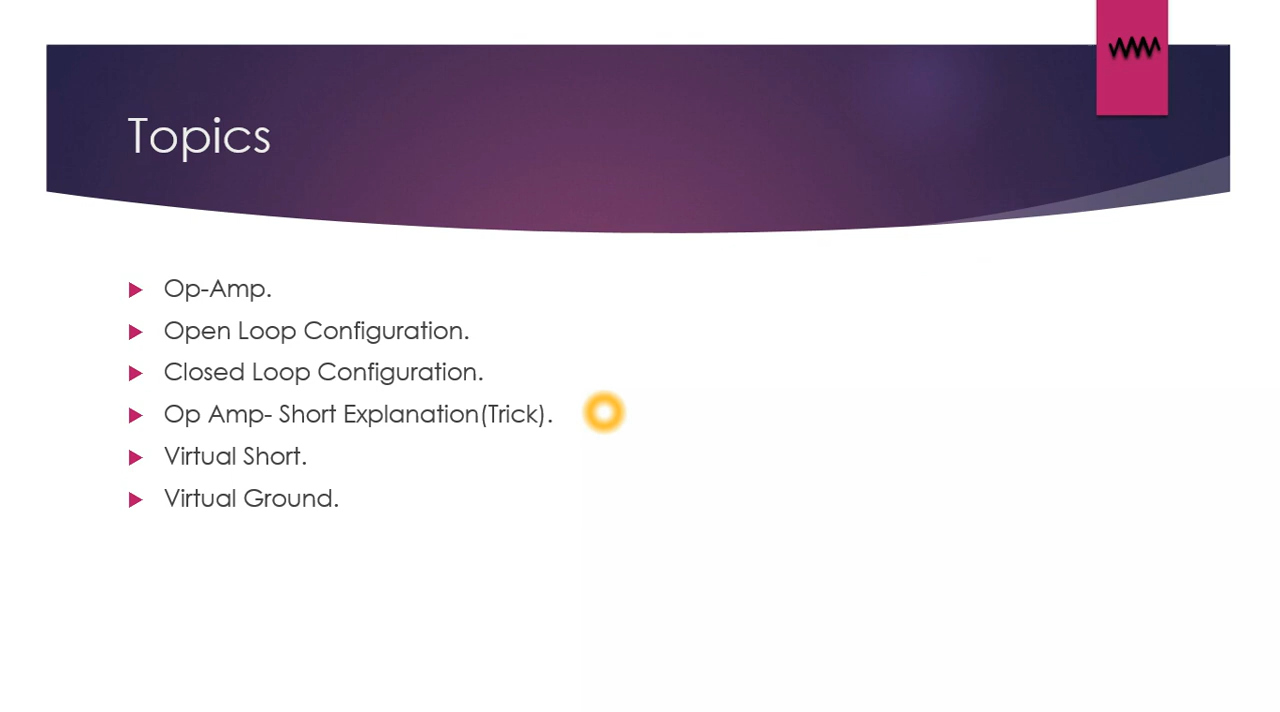 Topics
Op-Amp.
Open Loop Configuration.
Closed Loop Configuration.
Op Amp- Short Explanation(Trick).
Virtual Short.
Virtual Ground.